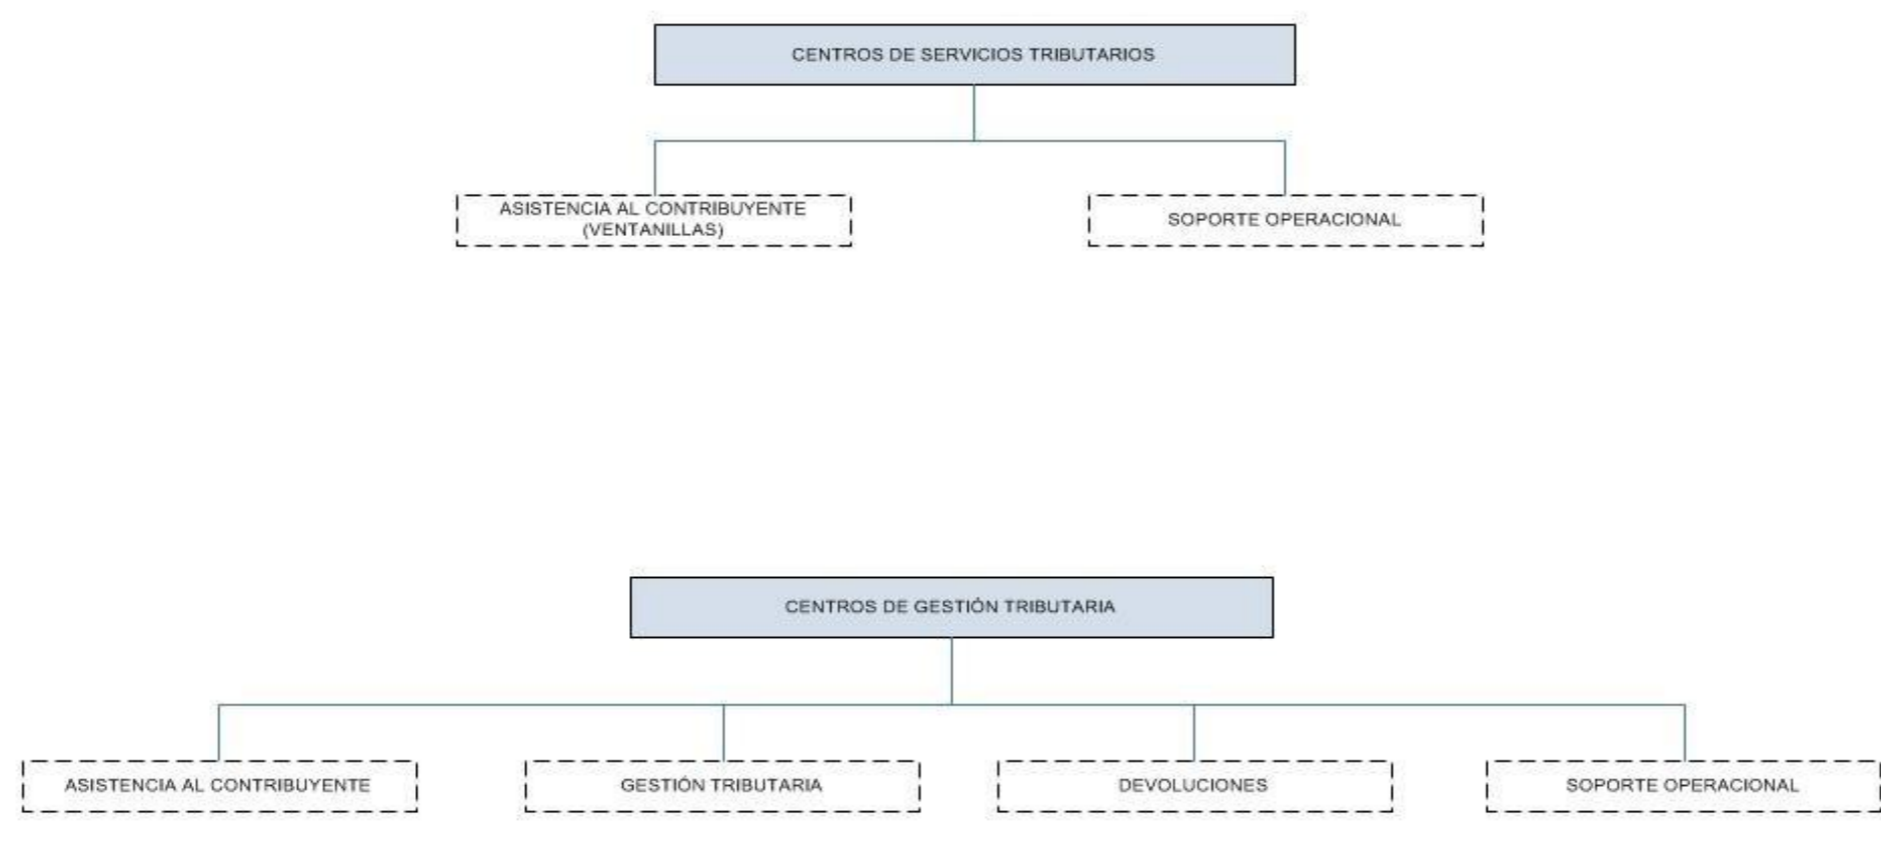 CENTROS DE SERVICIOS TRIBUTARIOS
ASISTENCIA AL CONTRIBUYENTE
(VENTANILLAS)
SOPORTE OPERACIONAL
CENTROS DE GESTIÓN TRIBUTARIA
ASISTENCIA AL CONTRIBUYENTE
GESTIÓN TRIBUTARIA
DEVOLUCIONES
SOPORTE OPERACIONAL